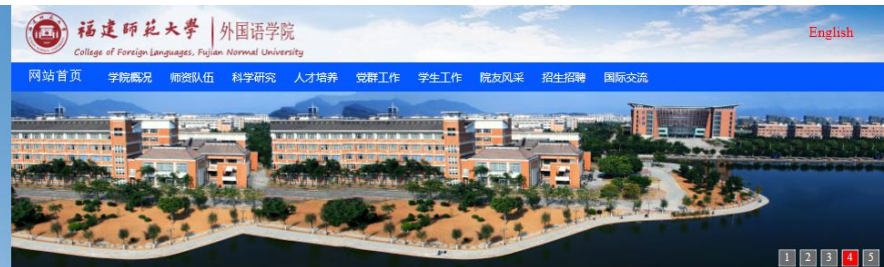 福建师范大学 外国语学院
College of Foreign Languages, Fujian Normal University
English
网站首页 学院概况 师资队伍 科学研究 人才培养 党群工作 学生工作 院友风采 招生招聘 国际交流
1 2 3 4 5